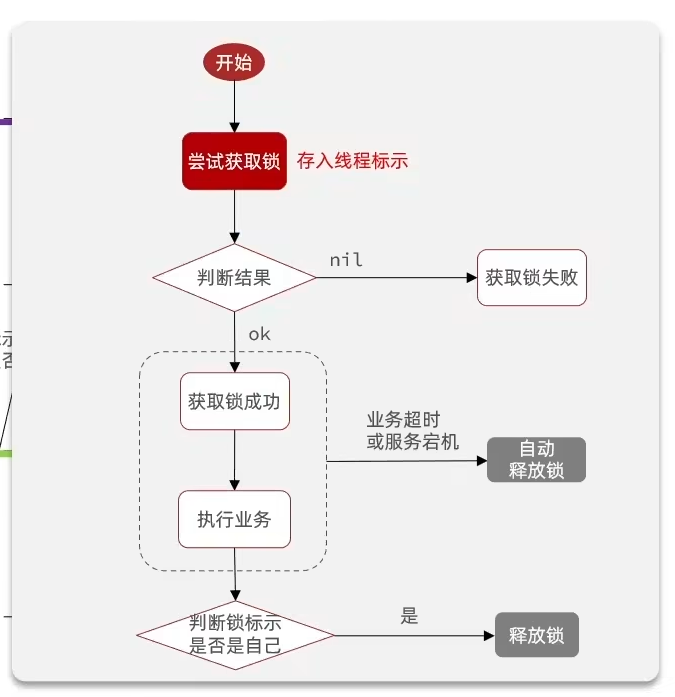 开始
尝试获取锁 存入线程标示
判断结果
nil
获取锁失败
ok
获取锁成功
业务超时
或服务宕机
自动
释放锁
执行业务
判断锁标示
是否是自己
是
释放锁